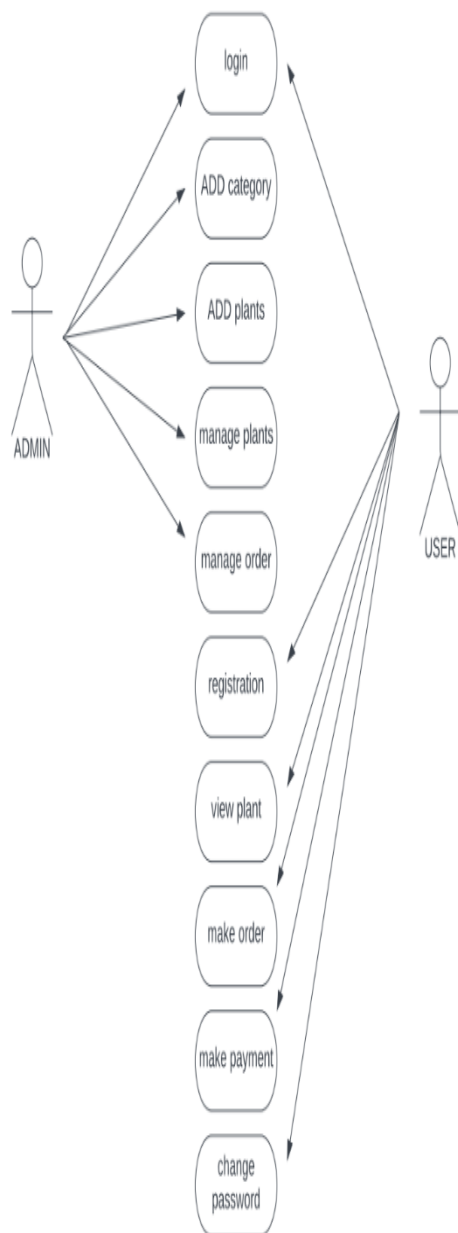 login
ADD category
ADD plants
ADMIN
manage plants
USER
manage order
registration
view plant
make order
make payment
change
password